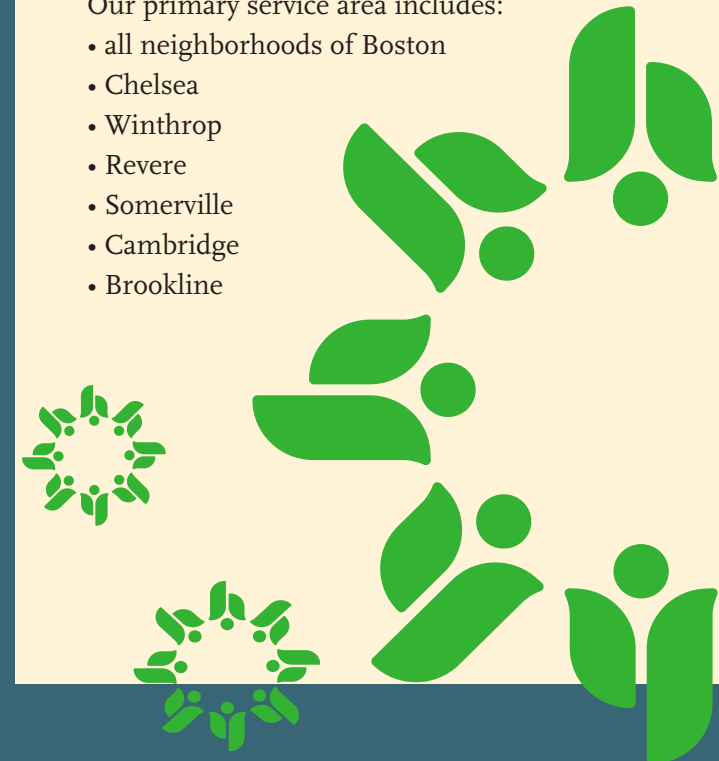 Our primary service area includes:
• all neighborhoods of Boston
• Chelsea
• Winthrop
• Revere
• Somerville
• Cambridge
• Brookline